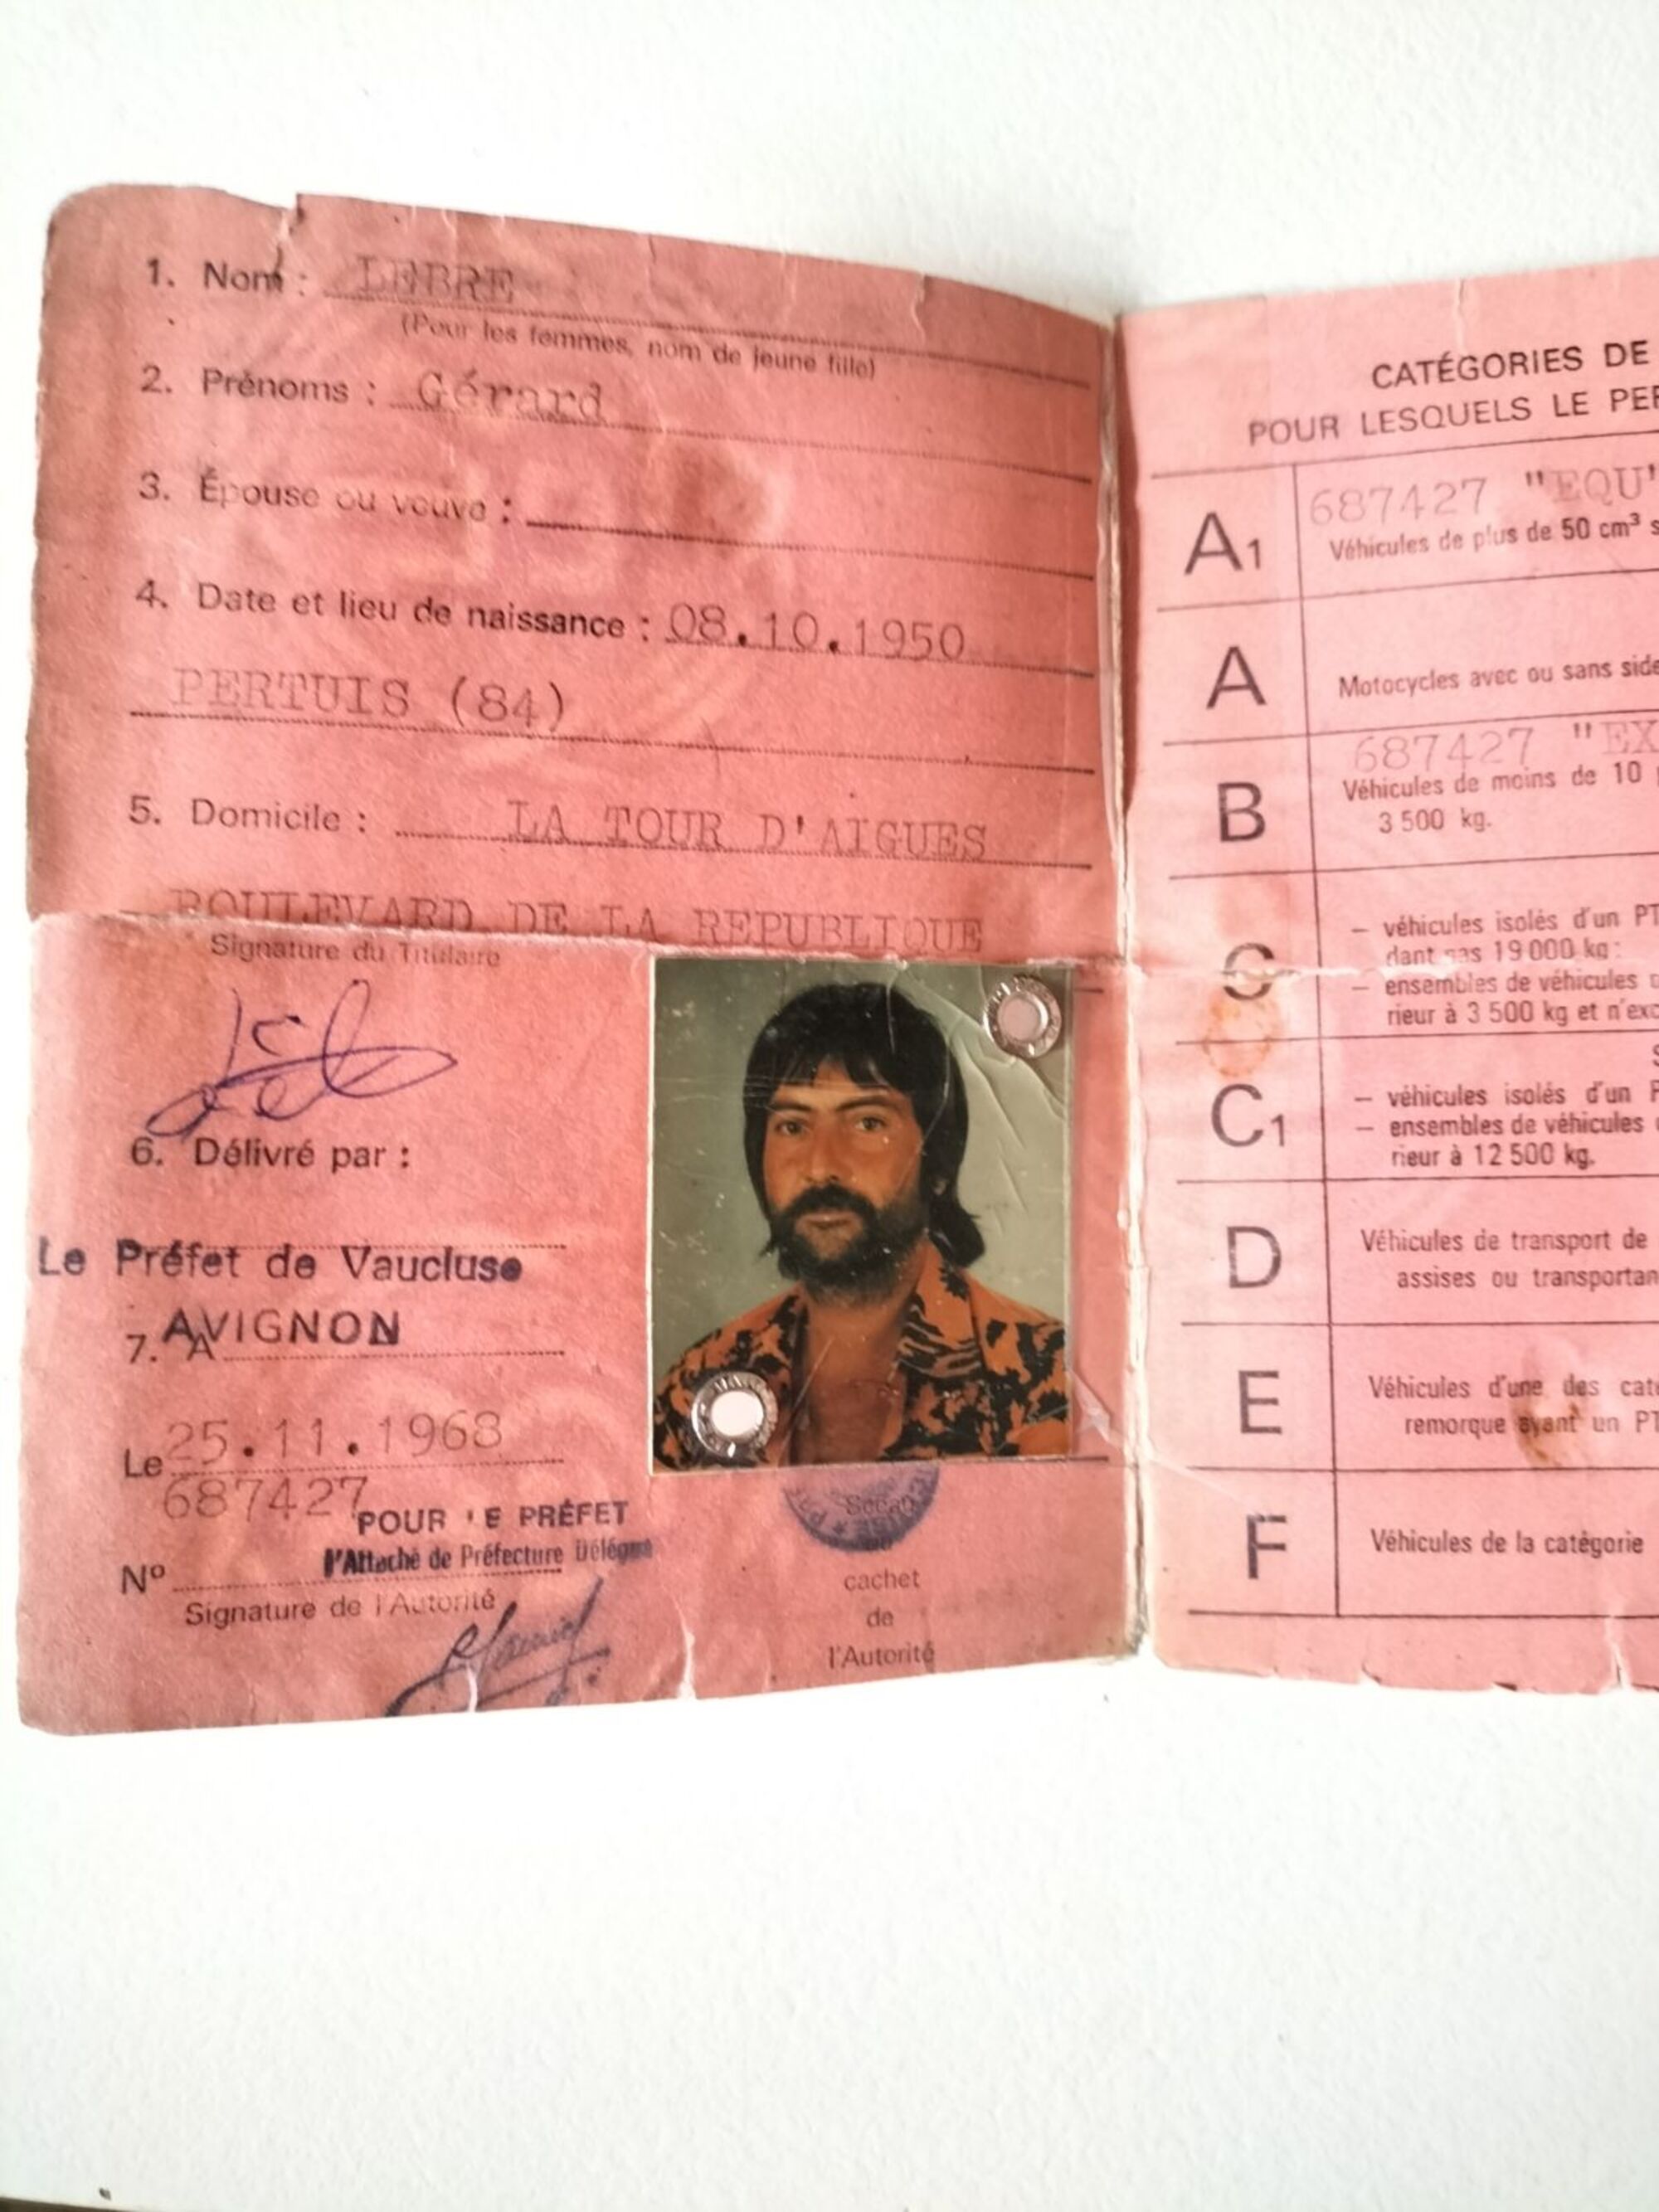 1. Nom : LEBRE
(Pour les femmes, nom de jeune fille)
2. Prénoms : Gérard
3. Épouse ou veuve :
4. Date et lieu de naissance : 08.10.1950
PERTUIS (84)
5. Domicile : LA TOUR D'AIGUES
BOULEVARD DE LA REPUBLIQUE
Signature du Titulaire
6. Délivré par :
Le Préfet de Vaucluse
7. A AVIGNON
Le 25.11.1968
687427
POUR LE PRÉFET
l'Attaché de Préfecture Délégué
Nº
Signature de l'Autorité
Sceau
ou
cachet
de
l'Autorité
CATÉGORIES DE
POUR LESQUELS LE PER
A1
687427 "EQU"
Véhicules de plus de 50 cm³ s
A
Motocycles avec ou sans side
B
687427 "EX
Véhicules de moins de 10 p
3 500 kg.
C
– véhicules isolés d'un PT
dant pas 19 000 kg :
– ensembles de véhicules d
rieur à 3 500 kg et n'exc
S
C1
– véhicules isolés d'un P
– ensembles de véhicules d
rieur à 12 500 kg.
D
Véhicules de transport de
assises ou transportan
E
Véhicules d'une des caté
remorque ayant un PT
F
Véhicules de la catégorie